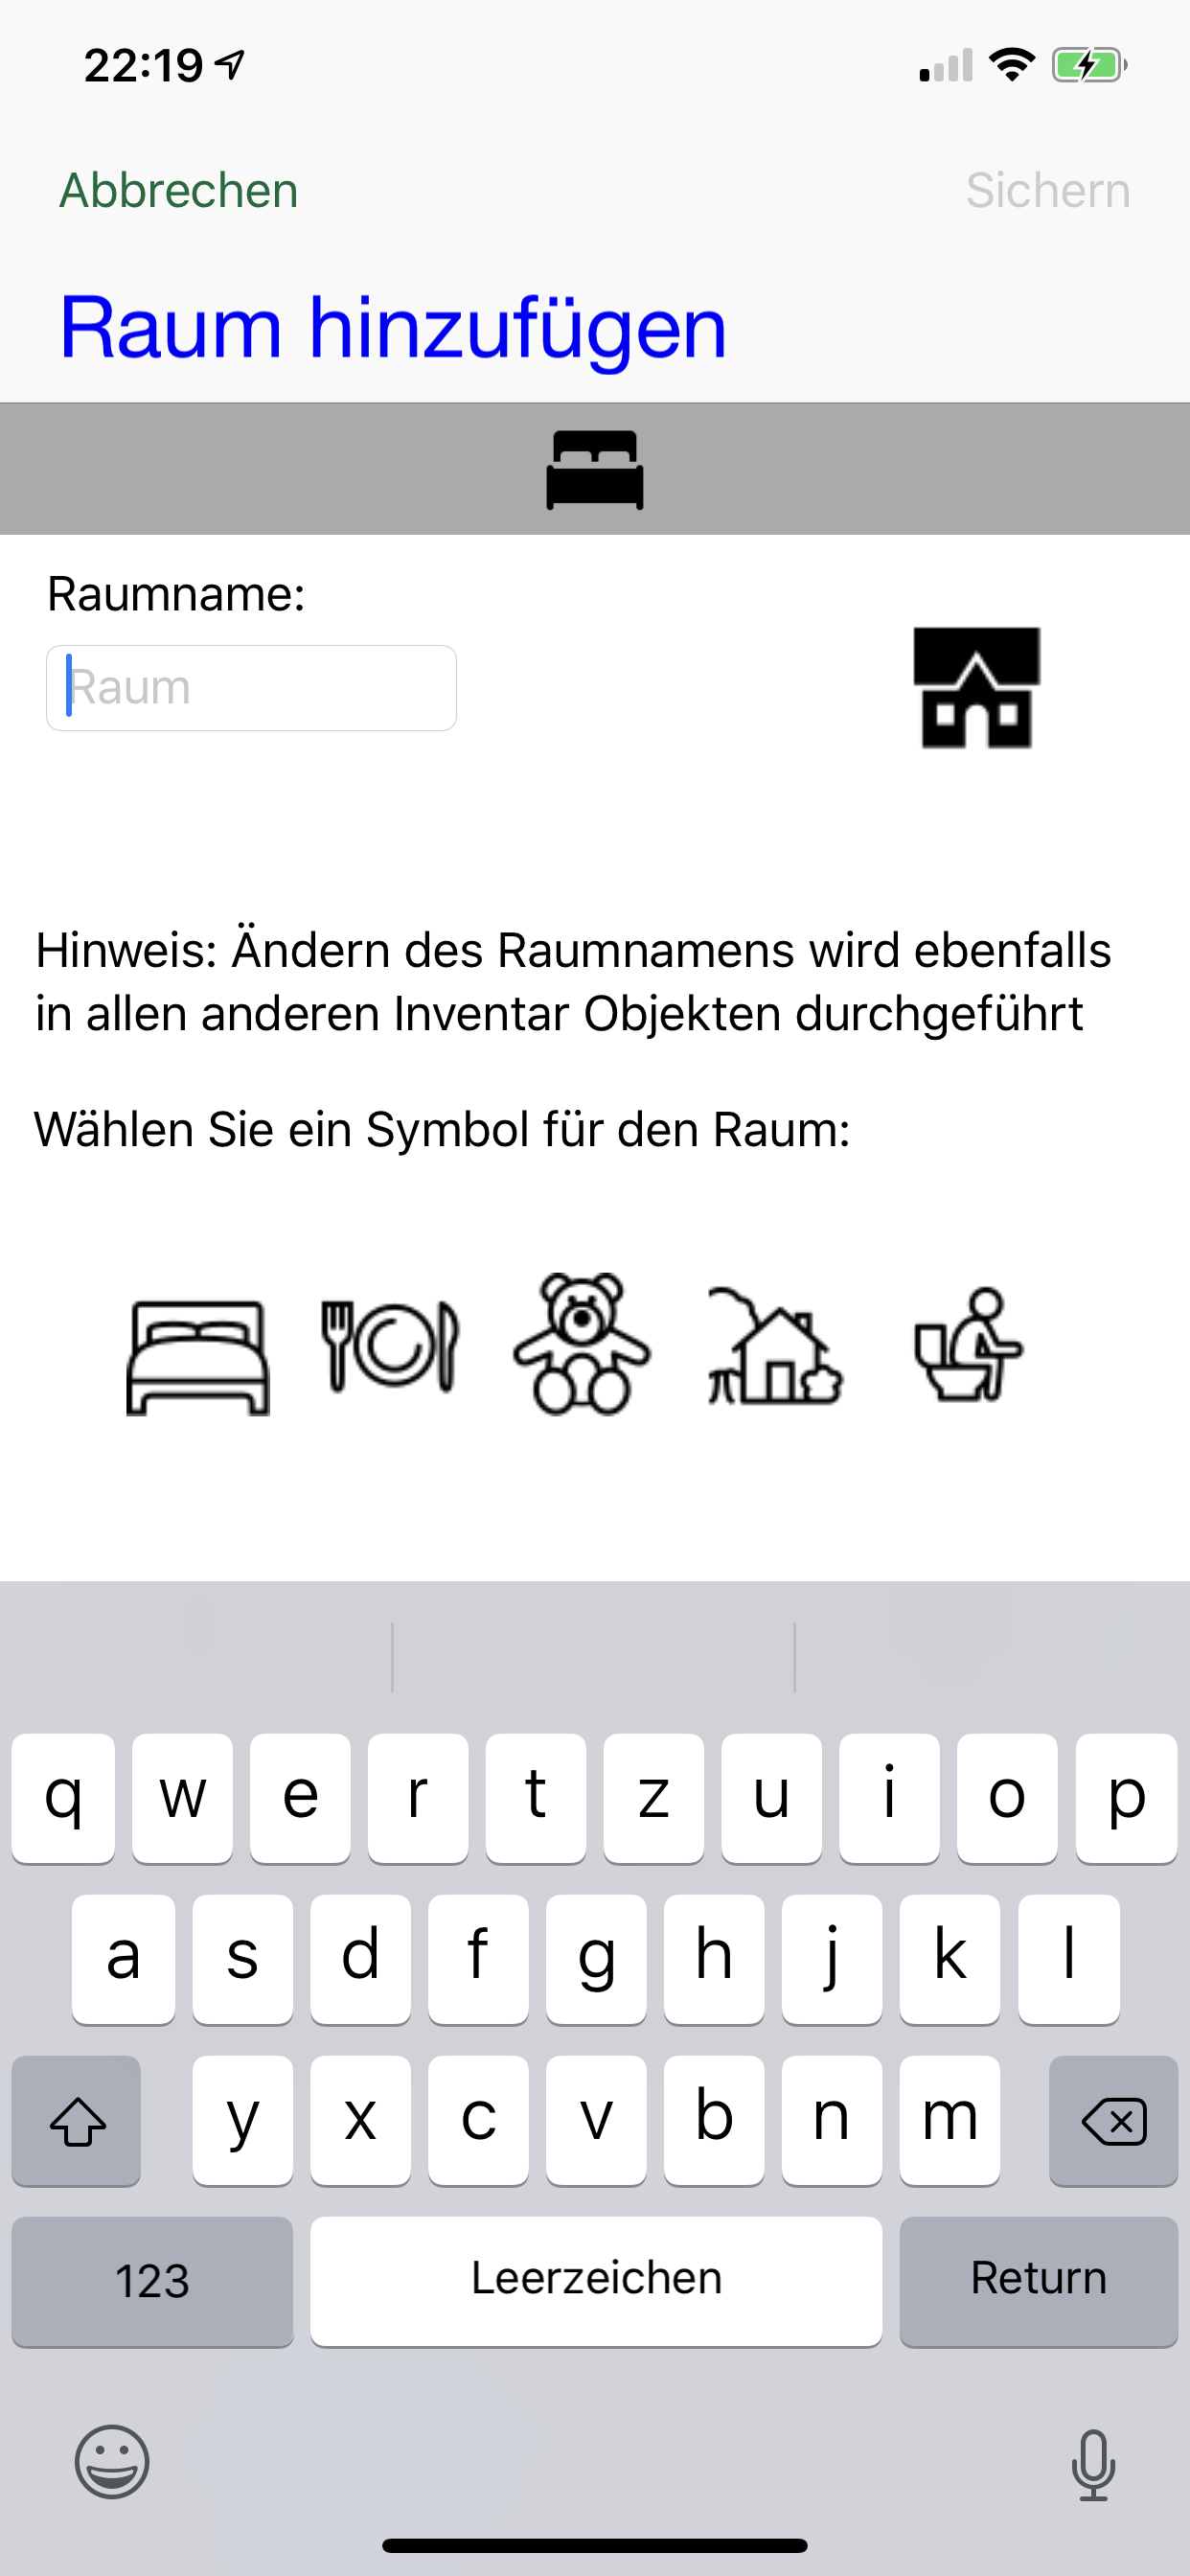 22:19
Abbrechen Sichern
Raum hinzufügen
Raumname:
Raum
Hinweis: Ändern des Raumnamens wird ebenfalls
in allen anderen Inventar Objekten durchgeführt
Wählen Sie ein Symbol für den Raum:
q w e r t z u i o p
a s d f g h j k l
y x c v b n m
123 Leerzeichen Return